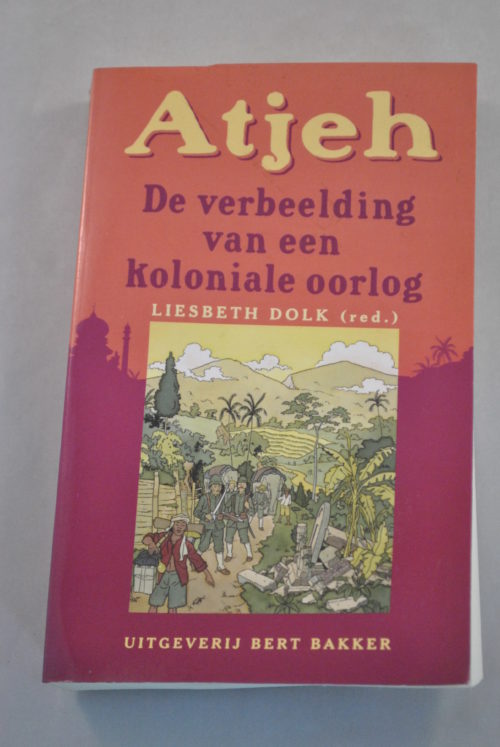 Atjeh
De verbeelding
van een
koloniale oorlog
LIESBETH DOLK (red.)
UITGEVERIJ BERT BAKKER